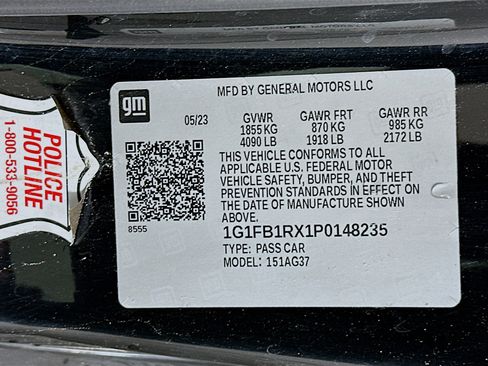 POLICE
HOTLINE
1-800-533-9066
gm
MFD BY GENERAL MOTORS LLC
05/23
GVWR GAWR FRT GAWR RR
1855 KG 870 KG 985 KG
4090 LB 1918 LB 2172 LB
THIS VEHICLE CONFORMS TO ALL
APPLICABLE U.S. FEDERAL MOTOR
VEHICLE SAFETY, BUMPER, AND THEFT
PREVENTION STANDARDS IN EFFECT ON
THE DATE OF MANUFACTURE SHOWN
ABOVE.
8555
1G1FB1RX1P0148235
TYPE: PASS CAR
MODEL: 151AG37